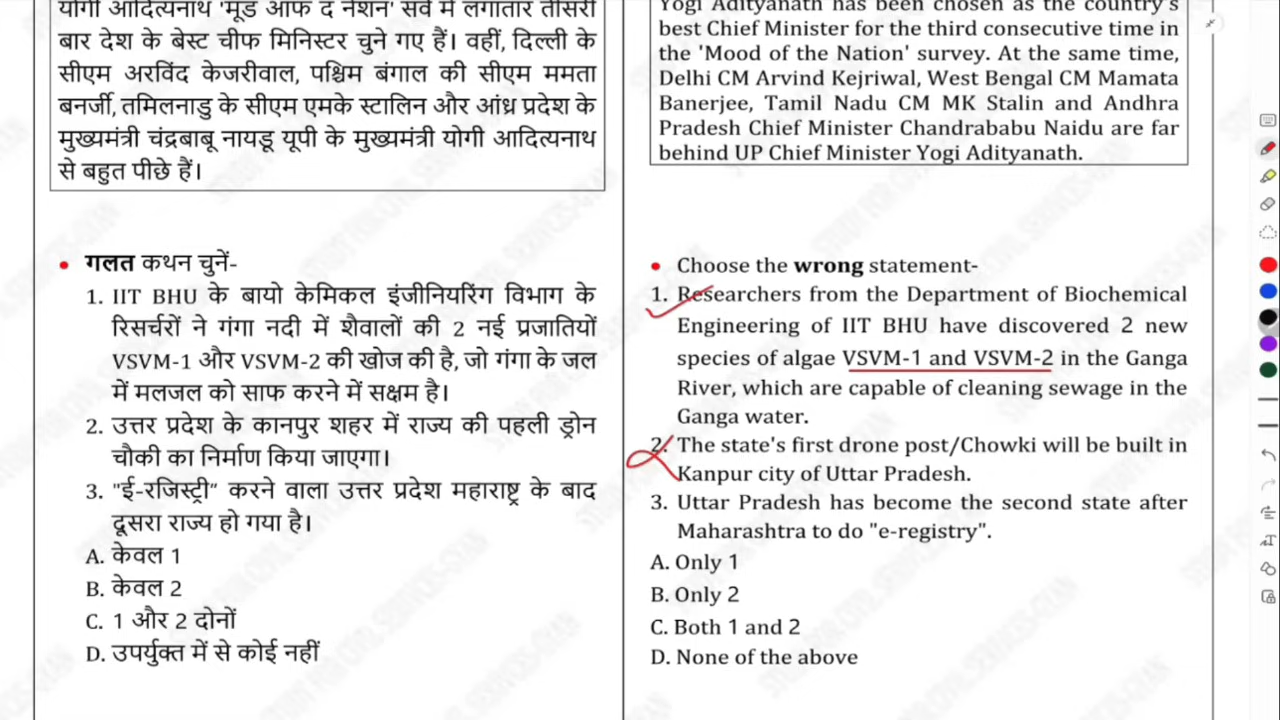 योगी आदित्यनाथ 'मूड ऑफ द नेशन' सर्वे में लगातार तीसरी
बार देश के बेस्ट चीफ मिनिस्टर चुने गए हैं। वहीं, दिल्ली के
सीएम अरविंद केजरीवाल, पश्चिम बंगाल की सीएम ममता
बनर्जी, तमिलनाडु के सीएम एमके स्टालिन और आंध्र प्रदेश के
मुख्यमंत्री चंद्रबाबू नायडू यूपी के मुख्यमंत्री योगी आदित्यनाथ
से बहुत पीछे हैं।
• गलत कथन चुनें-
1. IIT BHU के बायो केमिकल इंजीनियरिंग विभाग के
रिसर्चरों ने गंगा नदी में शैवालों की 2 नई प्रजातियों
VSVM-1 और VSVM-2 की खोज की है, जो गंगा के जल
में मलजल को साफ करने में सक्षम है।
2. उत्तर प्रदेश के कानपुर शहर में राज्य की पहली ड्रोन
चौकी का निर्माण किया जाएगा।
3. "ई-रजिस्ट्री" करने वाला उत्तर प्रदेश महाराष्ट्र के बाद
दूसरा राज्य हो गया है।
A. केवल 1
B. केवल 2
C. 1 और 2 दोनों
D. उपर्युक्त में से कोई नहीं
Yogi Adityanath has been chosen as the country's
best Chief Minister for the third consecutive time in
the 'Mood of the Nation' survey. At the same time,
Delhi CM Arvind Kejriwal, West Bengal CM Mamata
Banerjee, Tamil Nadu CM MK Stalin and Andhra
Pradesh Chief Minister Chandrababu Naidu are far
behind UP Chief Minister Yogi Adityanath.
• Choose the wrong statement-
1. Researchers from the Department of Biochemical
Engineering of IIT BHU have discovered 2 new
species of algae VSVM-1 and VSVM-2 in the Ganga
River, which are capable of cleaning sewage in the
Ganga water.
2. The state's first drone post/Chowki will be built in
Kanpur city of Uttar Pradesh.
3. Uttar Pradesh has become the second state after
Maharashtra to do "e-registry".
A. Only 1
B. Only 2
C. Both 1 and 2
D. None of the above